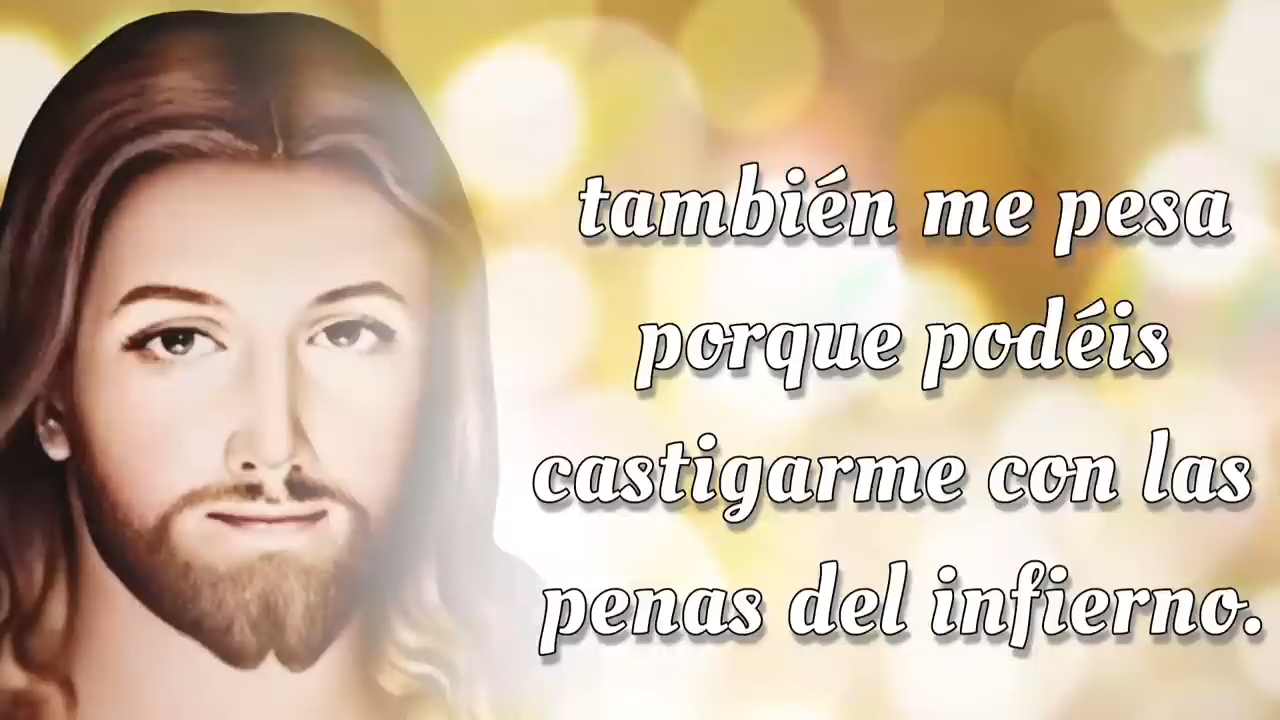 también me pesa
porque podéis
castigarme con las
penas del infierno.